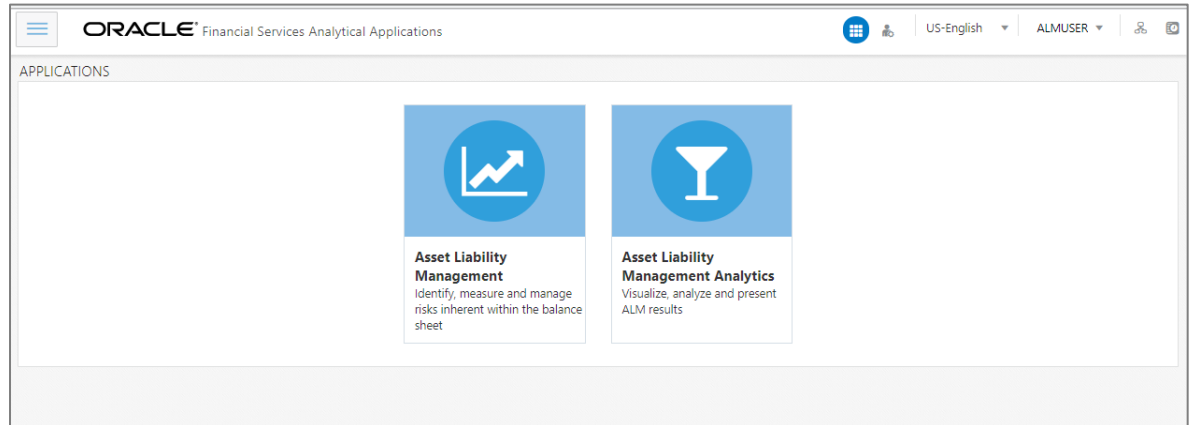 ORACLE® Financial Services Analytical Applications
US-English
ALMUSER
APPLICATIONS
Asset Liability
Management
Identify, measure and manage
risks inherent within the balance
sheet
Asset Liability
Management Analytics
Visualize, analyze and present
ALM results